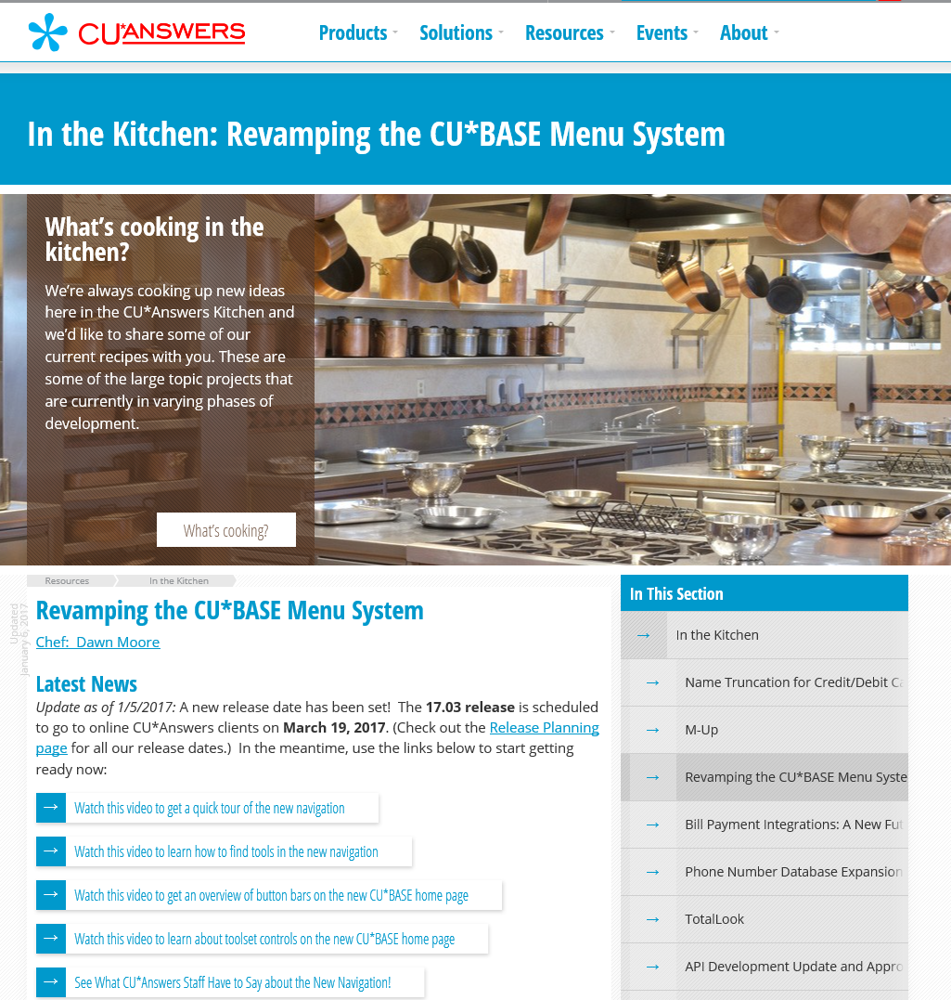 CU*ANSWERS
Products
Solutions
Resources
Events
About
In the Kitchen: Revamping the CU*BASE Menu System
What's cooking in the
kitchen?
We're always cooking up new ideas
here in the CU*Answers Kitchen and
we'd like to share some of our
current recipes with you. These are
some of the large topic projects that
are currently in varying phases of
development.
What's cooking?
Resources
In the Kitchen
Updated
January 6, 2017
Revamping the CU*BASE Menu System
Chef:  Dawn Moore
Latest News
Update as of 1/5/2017: A new release date has been set!  The 17.03 release is scheduled
to go to online CU*Answers clients on March 19, 2017. (Check out the Release Planning
page for all our release dates.)  In the meantime, use the links below to start getting
ready now:
→ Watch this video to get a quick tour of the new navigation
→ Watch this video to learn how to find tools in the new navigation
→ Watch this video to get an overview of button bars on the new CU*BASE home page
→ Watch this video to learn about toolset controls on the new CU*BASE home page
→ See What CU*Answers Staff Have to Say about the New Navigation!
In This Section
→ In the Kitchen
→ Name Truncation for Credit/Debit Ca
→ M-Up
→ Revamping the CU*BASE Menu Syste
→ Bill Payment Integrations: A New Fut
→ Phone Number Database Expansion
→ TotalLook
→ API Development Update and Appro